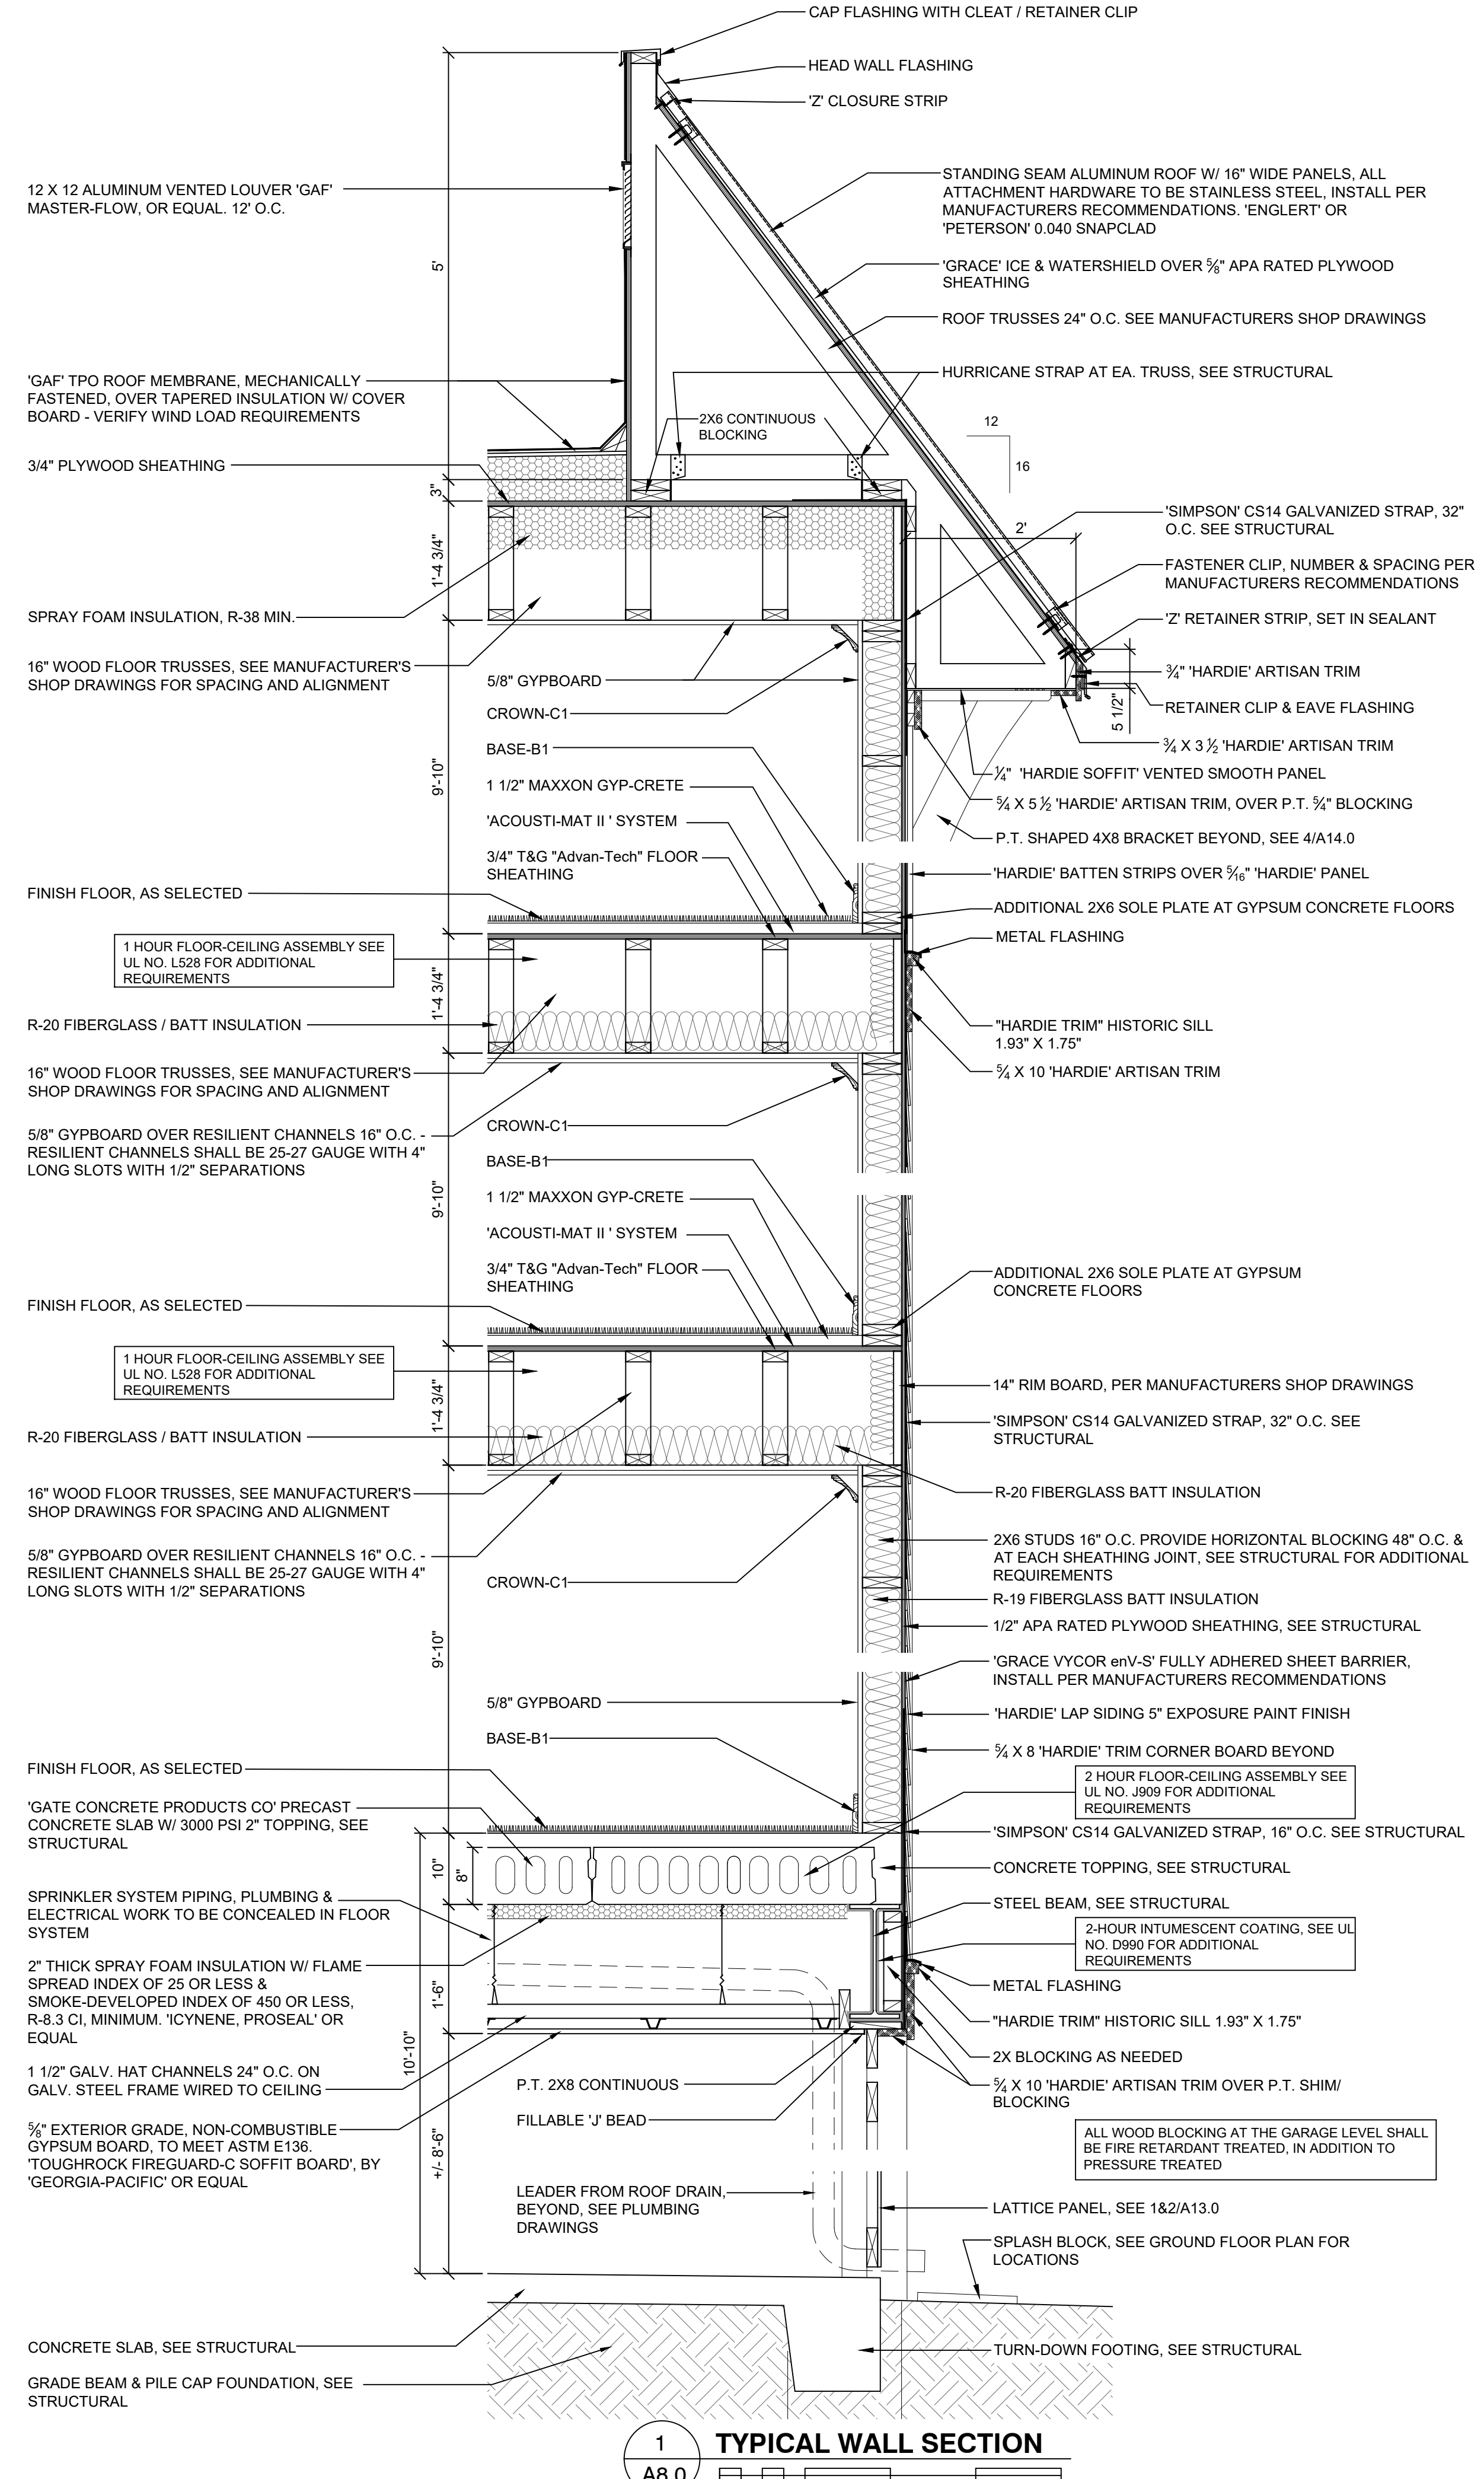 CAP FLASHING WITH CLEAT / RETAINER CLIP
HEAD WALL FLASHING
'Z' CLOSURE STRIP
12 X 12 ALUMINUM VENTED LOUVER 'GAF'
MASTER-FLOW, OR EQUAL. 12' O.C.
STANDING SEAM ALUMINUM ROOF W/ 16" WIDE PANELS, ALL
ATTACHMENT HARDWARE TO BE STAINLESS STEEL, INSTALL PER
MANUFACTURERS RECOMMENDATIONS. 'ENGLERT' OR
'PETERSON' 0.040 SNAPCLAD
5'
'GRACE' ICE & WATERSHIELD OVER ⅝" APA RATED PLYWOOD
SHEATHING
ROOF TRUSSES 24" O.C. SEE MANUFACTURERS SHOP DRAWINGS
HURRICANE STRAP AT EA. TRUSS, SEE STRUCTURAL
'GAF' TPO ROOF MEMBRANE, MECHANICALLY
FASTENED, OVER TAPERED INSULATION W/ COVER
BOARD - VERIFY WIND LOAD REQUIREMENTS
2X6 CONTINUOUS
BLOCKING
12
16
3/4" PLYWOOD SHEATHING
3"
'SIMPSON' CS14 GALVANIZED STRAP, 32"
O.C. SEE STRUCTURAL
2'
1'-4 3/4"
FASTENER CLIP, NUMBER & SPACING PER
MANUFACTURERS RECOMMENDATIONS
SPRAY FOAM INSULATION, R-38 MIN.
'Z' RETAINER STRIP, SET IN SEALANT
16" WOOD FLOOR TRUSSES, SEE MANUFACTURER'S
SHOP DRAWINGS FOR SPACING AND ALIGNMENT
5/8" GYPBOARD
¾" 'HARDIE' ARTISAN TRIM
CROWN-C1
RETAINER CLIP & EAVE FLASHING
5 1/2"
BASE-B1
¾ X 3 ½ 'HARDIE' ARTISAN TRIM
9'-10"
¼" 'HARDIE SOFFIT' VENTED SMOOTH PANEL
1 1/2" MAXXON GYP-CRETE
5⁄4 X 5 ½ 'HARDIE' ARTISAN TRIM, OVER P.T. 5⁄4" BLOCKING
'ACOUSTI-MAT II ' SYSTEM
P.T. SHAPED 4X8 BRACKET BEYOND, SEE 4/A14.0
3/4" T&G "Advan-Tech" FLOOR
SHEATHING
'HARDIE' BATTEN STRIPS OVER 5⁄16" 'HARDIE' PANEL
FINISH FLOOR, AS SELECTED
ADDITIONAL 2X6 SOLE PLATE AT GYPSUM CONCRETE FLOORS
METAL FLASHING
1 HOUR FLOOR-CEILING ASSEMBLY SEE
UL NO. L528 FOR ADDITIONAL
REQUIREMENTS
1'-4 3/4"
R-20 FIBERGLASS / BATT INSULATION
"HARDIE TRIM" HISTORIC SILL
1.93" X 1.75"
16" WOOD FLOOR TRUSSES, SEE MANUFACTURER'S
SHOP DRAWINGS FOR SPACING AND ALIGNMENT
5⁄4 X 10 'HARDIE' ARTISAN TRIM
5/8" GYPBOARD OVER RESILIENT CHANNELS 16" O.C. -
RESILIENT CHANNELS SHALL BE 25-27 GAUGE WITH 4"
LONG SLOTS WITH 1/2" SEPARATIONS
CROWN-C1
BASE-B1
9'-10"
1 1/2" MAXXON GYP-CRETE
'ACOUSTI-MAT II ' SYSTEM
3/4" T&G "Advan-Tech" FLOOR
SHEATHING
ADDITIONAL 2X6 SOLE PLATE AT GYPSUM
CONCRETE FLOORS
FINISH FLOOR, AS SELECTED
1 HOUR FLOOR-CEILING ASSEMBLY SEE
UL NO. L528 FOR ADDITIONAL
REQUIREMENTS
1'-4 3/4"
14" RIM BOARD, PER MANUFACTURERS SHOP DRAWINGS
'SIMPSON' CS14 GALVANIZED STRAP, 32" O.C. SEE
STRUCTURAL
R-20 FIBERGLASS / BATT INSULATION
R-20 FIBERGLASS BATT INSULATION
16" WOOD FLOOR TRUSSES, SEE MANUFACTURER'S
SHOP DRAWINGS FOR SPACING AND ALIGNMENT
2X6 STUDS 16" O.C. PROVIDE HORIZONTAL BLOCKING 48" O.C. &
AT EACH SHEATHING JOINT, SEE STRUCTURAL FOR ADDITIONAL
REQUIREMENTS
5/8" GYPBOARD OVER RESILIENT CHANNELS 16" O.C. -
RESILIENT CHANNELS SHALL BE 25-27 GAUGE WITH 4"
LONG SLOTS WITH 1/2" SEPARATIONS
CROWN-C1
R-19 FIBERGLASS BATT INSULATION
1/2" APA RATED PLYWOOD SHEATHING, SEE STRUCTURAL
9'-10"
'GRACE VYCOR enV-S' FULLY ADHERED SHEET BARRIER,
INSTALL PER MANUFACTURERS RECOMMENDATIONS
5/8" GYPBOARD
'HARDIE' LAP SIDING 5" EXPOSURE PAINT FINISH
BASE-B1
5⁄4 X 8 'HARDIE' TRIM CORNER BOARD BEYOND
FINISH FLOOR, AS SELECTED
2 HOUR FLOOR-CEILING ASSEMBLY SEE
UL NO. J909 FOR ADDITIONAL
REQUIREMENTS
'GATE CONCRETE PRODUCTS CO' PRECAST
CONCRETE SLAB W/ 3000 PSI 2" TOPPING, SEE
STRUCTURAL
'SIMPSON' CS14 GALVANIZED STRAP, 16" O.C. SEE STRUCTURAL
10"
8"
CONCRETE TOPPING, SEE STRUCTURAL
SPRINKLER SYSTEM PIPING, PLUMBING &
ELECTRICAL WORK TO BE CONCEALED IN FLOOR
SYSTEM
STEEL BEAM, SEE STRUCTURAL
2-HOUR INTUMESCENT COATING, SEE UL
NO. D990 FOR ADDITIONAL
REQUIREMENTS
2" THICK SPRAY FOAM INSULATION W/ FLAME
SPREAD INDEX OF 25 OR LESS &
SMOKE-DEVELOPED INDEX OF 450 OR LESS,
R-8.3 CI, MINIMUM. 'ICYNENE, PROSEAL' OR
EQUAL
1'-6"
METAL FLASHING
"HARDIE TRIM" HISTORIC SILL 1.93" X 1.75"
10'-10"
2X BLOCKING AS NEEDED
1 1/2" GALV. HAT CHANNELS 24" O.C. ON
GALV. STEEL FRAME WIRED TO CEILING
P.T. 2X8 CONTINUOUS
5⁄4 X 10 'HARDIE' ARTISAN TRIM OVER P.T. SHIM/
BLOCKING
FILLABLE 'J' BEAD
⅝" EXTERIOR GRADE, NON-COMBUSTIBLE
GYPSUM BOARD, TO MEET ASTM E136.
'TOUGHROCK FIREGUARD-C SOFFIT BOARD', BY
'GEORGIA-PACIFIC' OR EQUAL
+/- 8'-6"
ALL WOOD BLOCKING AT THE GARAGE LEVEL SHALL
BE FIRE RETARDANT TREATED, IN ADDITION TO
PRESSURE TREATED
LEADER FROM ROOF DRAIN,
BEYOND, SEE PLUMBING
DRAWINGS
LATTICE PANEL, SEE 1&2/A13.0
SPLASH BLOCK, SEE GROUND FLOOR PLAN FOR
LOCATIONS
CONCRETE SLAB, SEE STRUCTURAL
TURN-DOWN FOOTING, SEE STRUCTURAL
GRADE BEAM & PILE CAP FOUNDATION, SEE
STRUCTURAL
1
TYPICAL WALL SECTION
A8.0